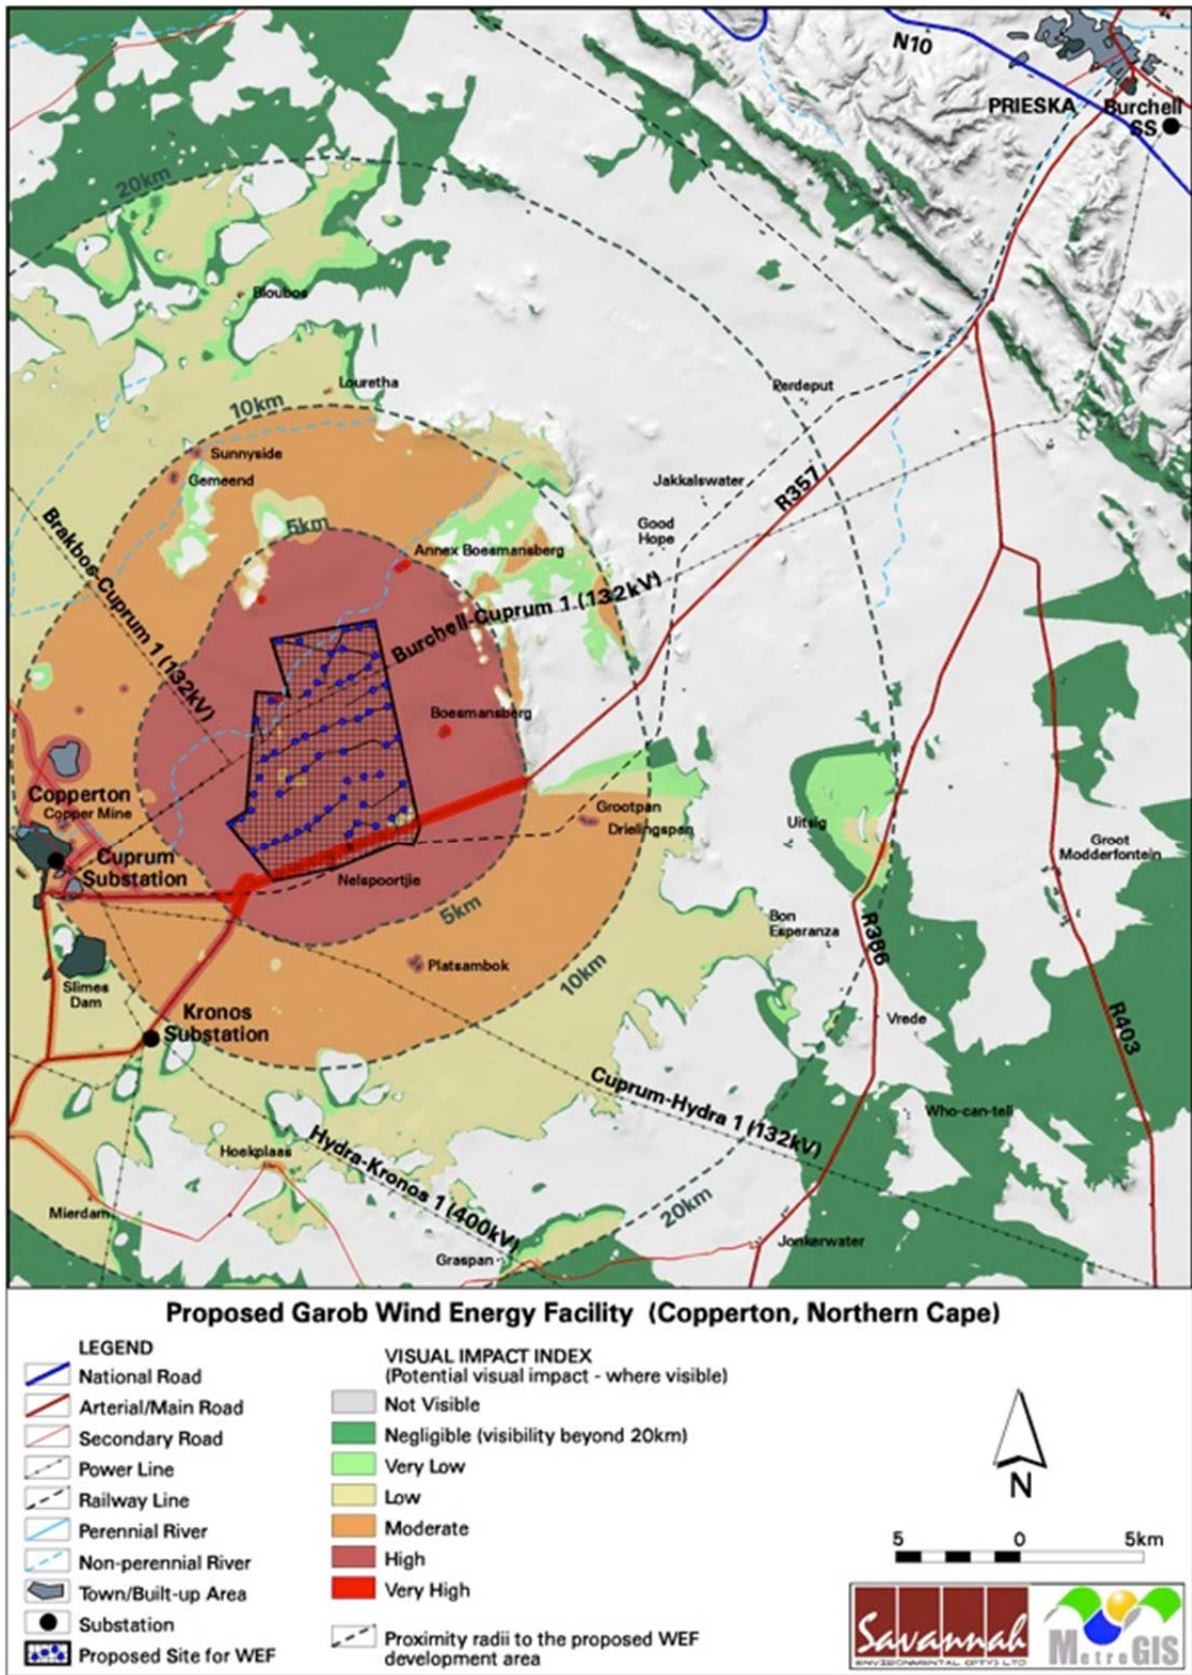 N10
PRIESKA
Burchell
SS
20km
Bloubos
Louretha
10km
Perdeput
Sunnyside
Gemeend
Jakkalswater
R357
Good
Hope
5km
Annex Boesmansberg
Brakbos-Cuprum 1 (132kV)
Burchell-Cuprum 1 (132kV)
Boesmansberg
Copperton
Copper Mine
Grootpan
Drielingspan
Uitsig
Groot
Modderfontein
Cuprum
Substation
Nelspoortjie
5km
Bon
Esperanza
R386
Platsambok
10km
Slimes
Dam
Kronos
Substation
Vrede
R403
Cuprum-Hydra 1 (132kV)
Who-can-tell
Hoekplaas
Hydra-Kronos 1 (400kV)
Mierdam
20km
Graspan
Jonkerwater
Proposed Garob Wind Energy Facility (Copperton, Northern Cape)
LEGEND
National Road
Arterial/Main Road
Secondary Road
Power Line
Railway Line
Perennial River
Non-perennial River
Town/Built-up Area
Substation
Proposed Site for WEF
VISUAL IMPACT INDEX
(Potential visual impact - where visible)
Not Visible
Negligible (visibility beyond 20km)
Very Low
Low
Moderate
High
Very High
Proximity radii to the proposed WEF
development area
N
5 0 5km
Savannah
ENVIRONMENTAL (PTY) LTD
MetroGIS